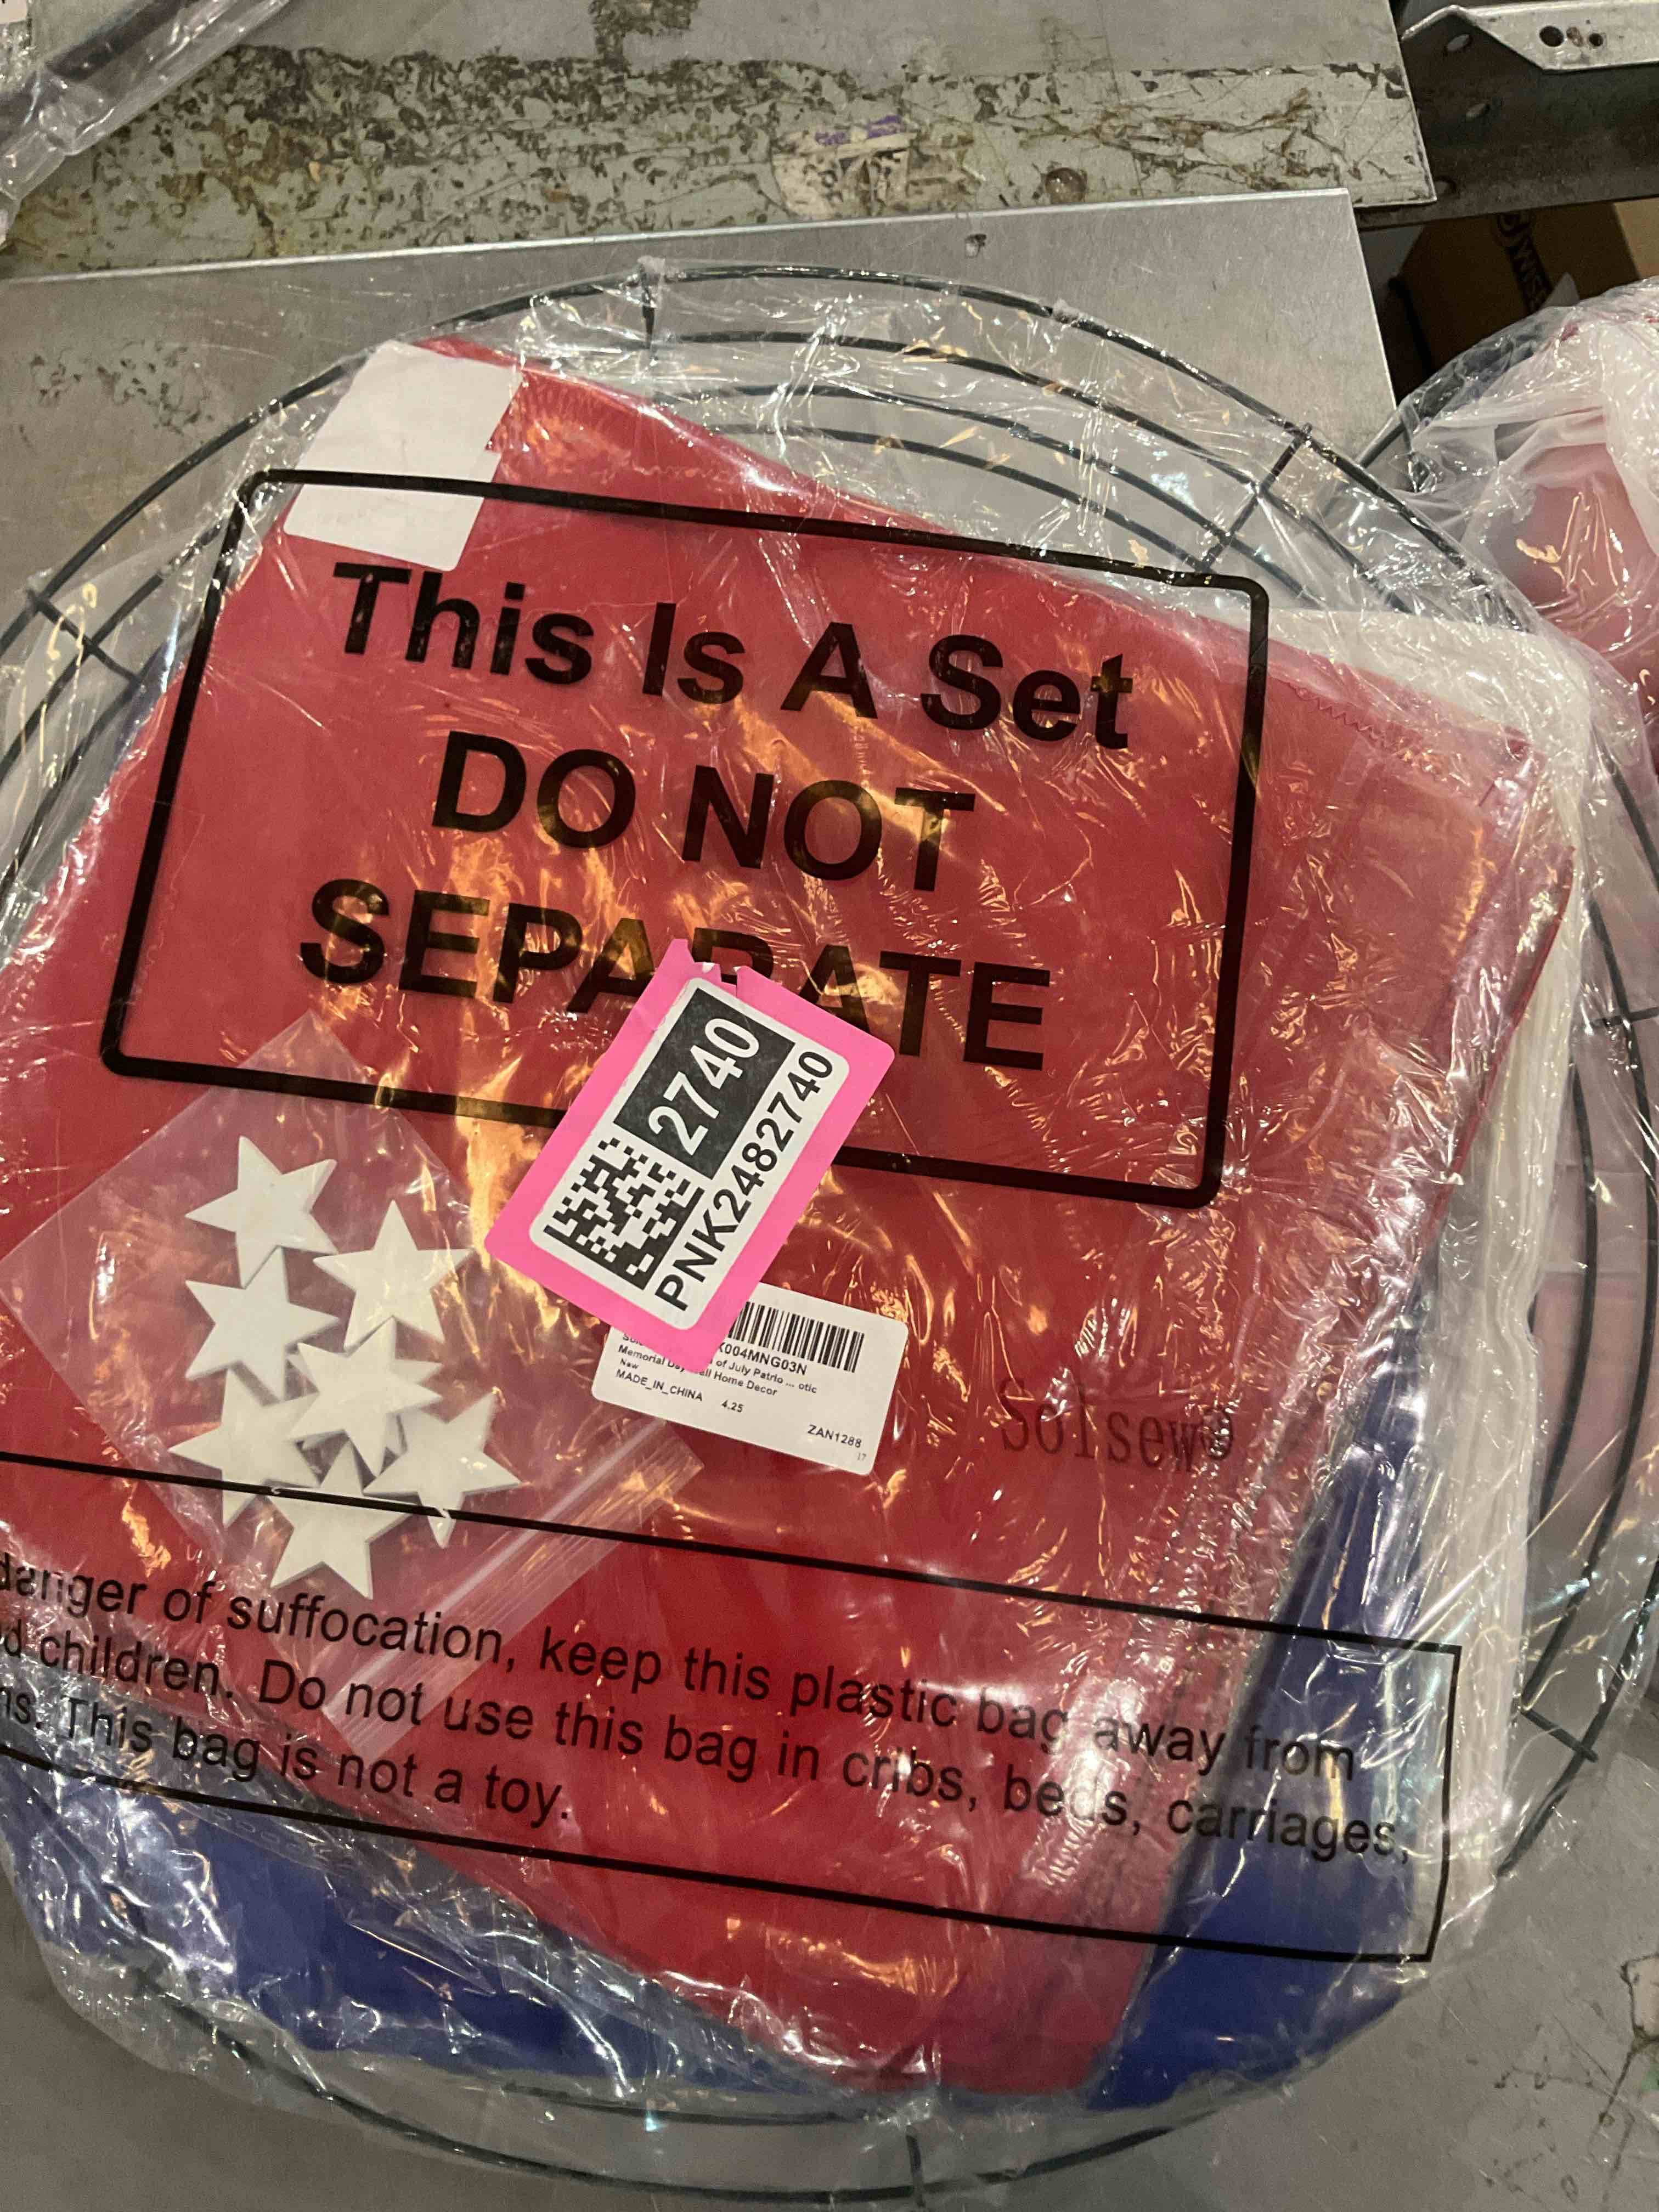 This Is A Set
DO NOT
SEPARATE
2740
PNK2482740
X004MNG03N
of July Patrio ... otic
Memorial Day Home Decor
New
MADE_IN_CHINA 4.25
ZAN1288
17
Solsew®
danger of suffocation, keep this plastic bag away from
children. Do not use this bag in cribs, beds, carriages,
This bag is not a toy.